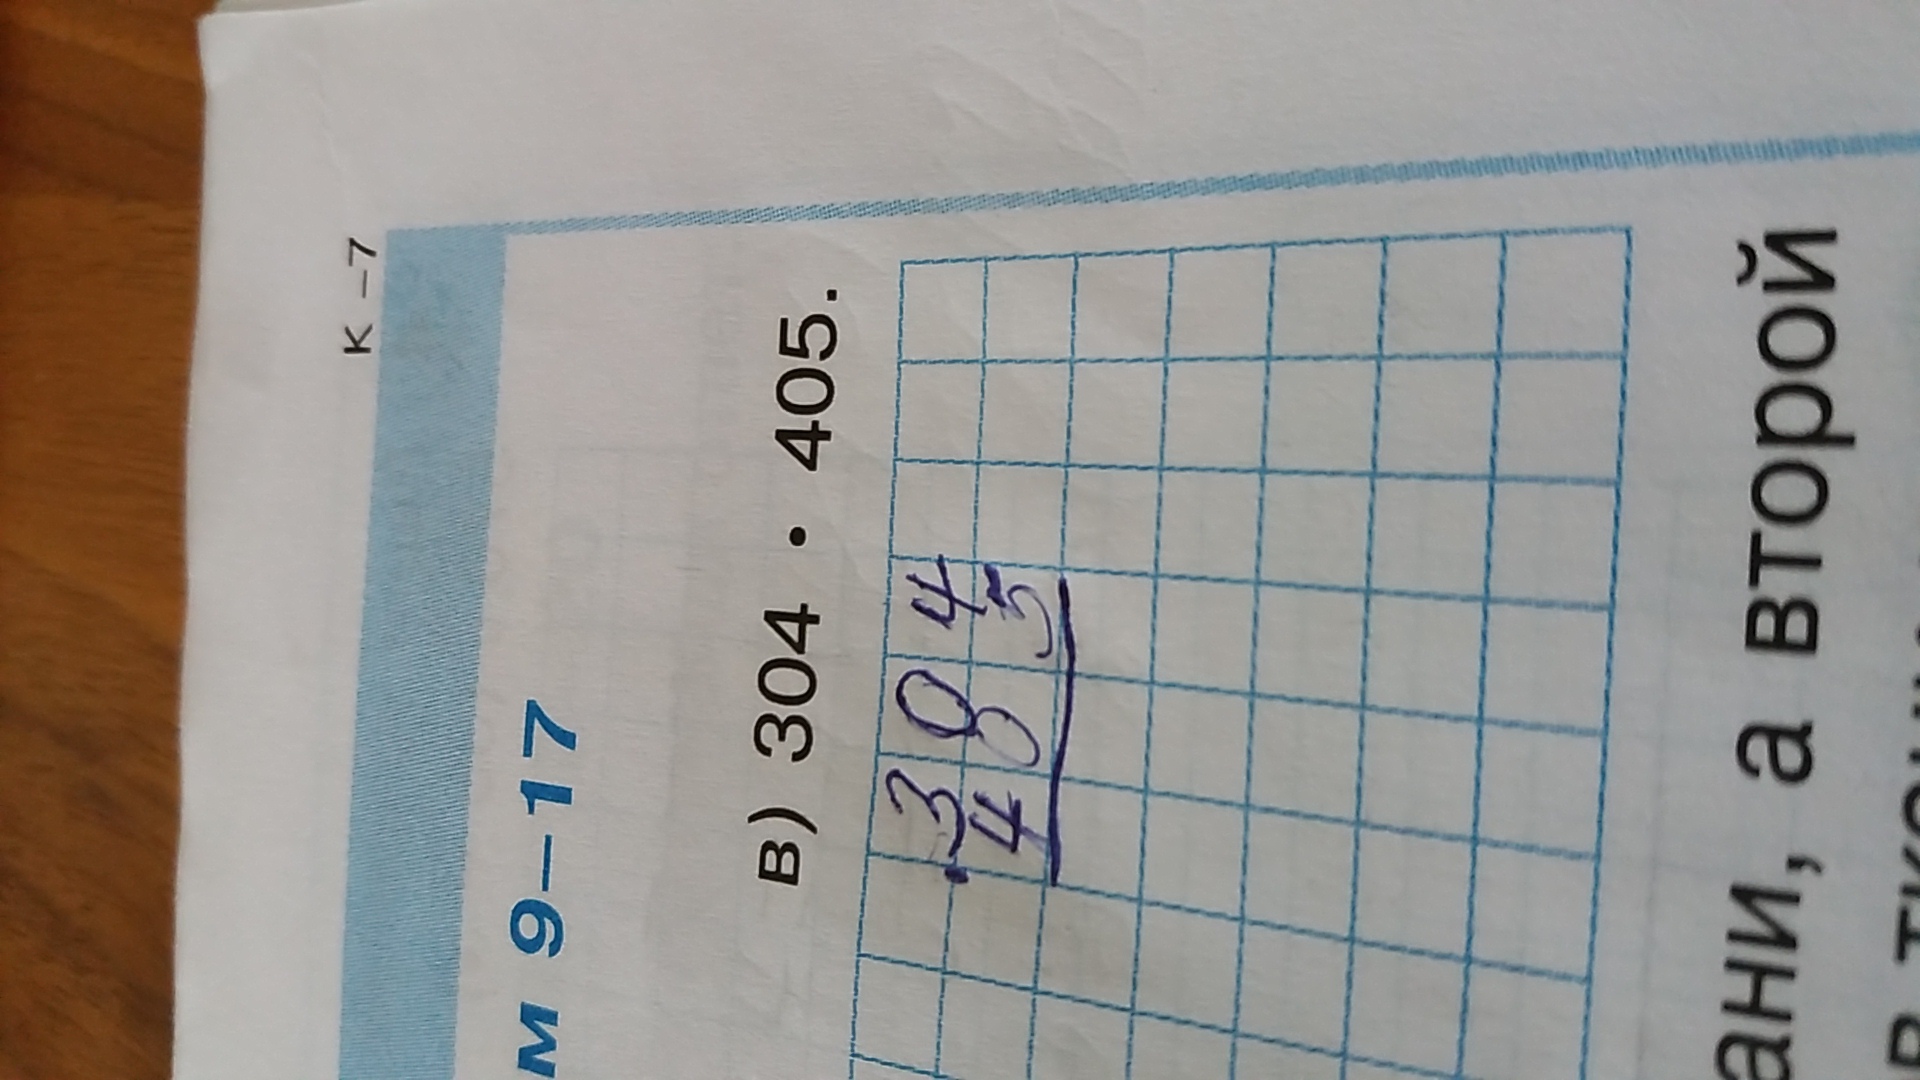 К –7
м 9–17
в) 304 · 405.
· 304
405
ани, а второй